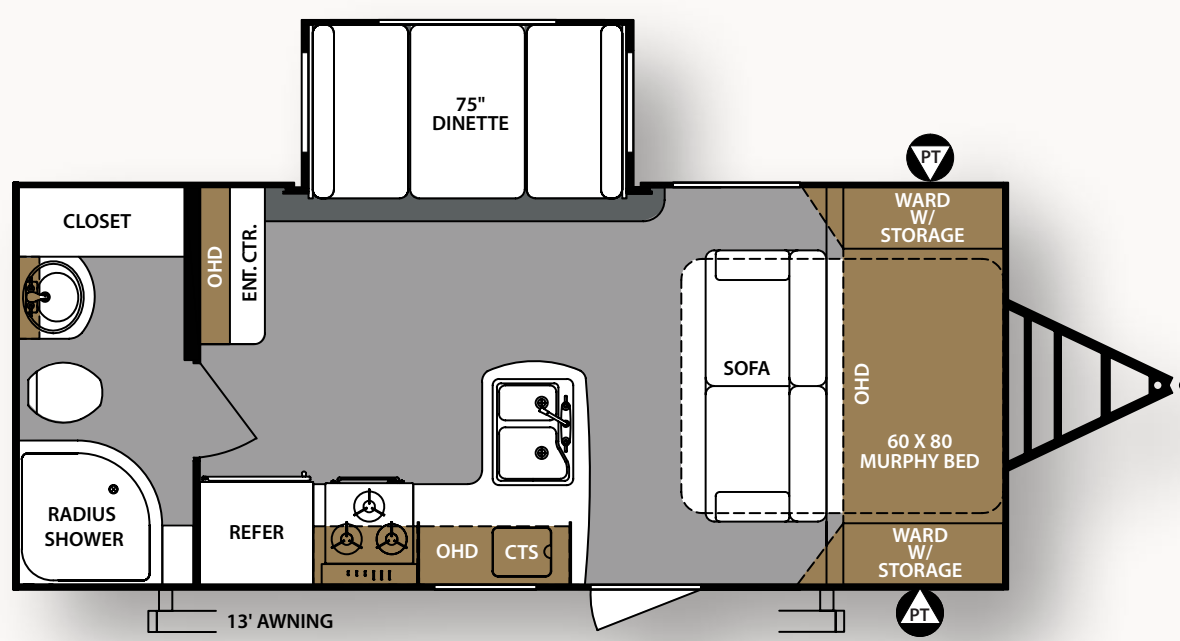 75"
DINETTE
PT
CLOSET
WARD
W/
STORAGE
OHD
ENT. CTR.
SOFA
OHD
60 X 80
MURPHY BED
RADIUS
SHOWER
REFER
OHD
CTS
WARD
W/
STORAGE
13' AWNING
PT